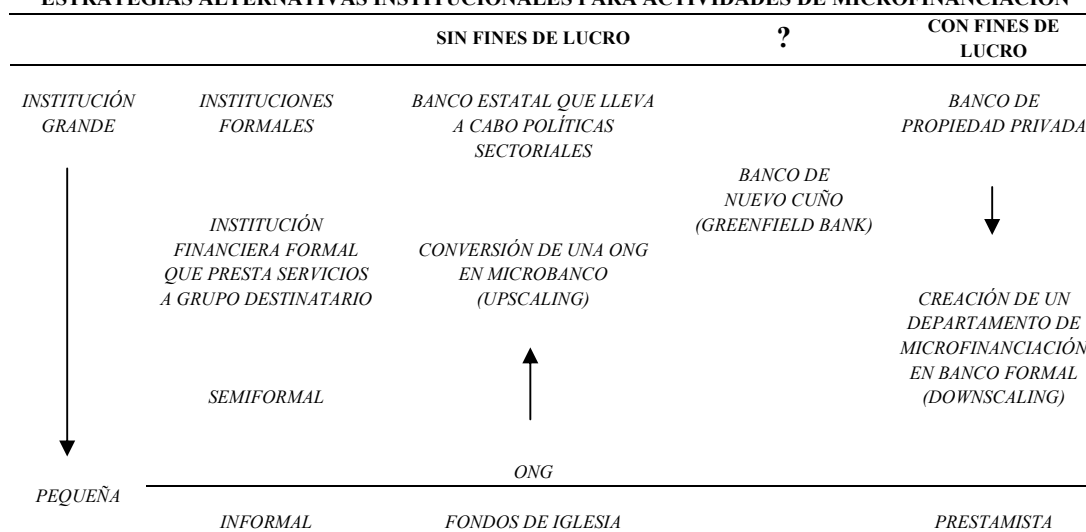 ESTRATEGIAS ALTERNATIVAS INSTITUCIONALES PARA ACTIVIDADES DE MICROFINANCIACIÓN
SIN FINES DE LUCRO
?
CON FINES DE
LUCRO
INSTITUCIÓN
GRANDE
INSTITUCIONES
FORMALES
BANCO ESTATAL QUE LLEVA
A CABO POLÍTICAS
SECTORIALES
BANCO DE
PROPIEDAD PRIVADA
BANCO DE
NUEVO CUÑO
(GREENFIELD BANK)
INSTITUCIÓN
FINANCIERA FORMAL
QUE PRESTA SERVICIOS
A GRUPO DESTINATARIO
CONVERSIÓN DE UNA ONG
EN MICROBANCO
(UPSCALING)
CREACIÓN DE UN
DEPARTAMENTO DE
MICROFINANCIACIÓN
EN BANCO FORMAL
(DOWNSCALING)
SEMIFORMAL
ONG
PEQUEÑA
INFORMAL
FONDOS DE IGLESIA
PRESTAMISTA